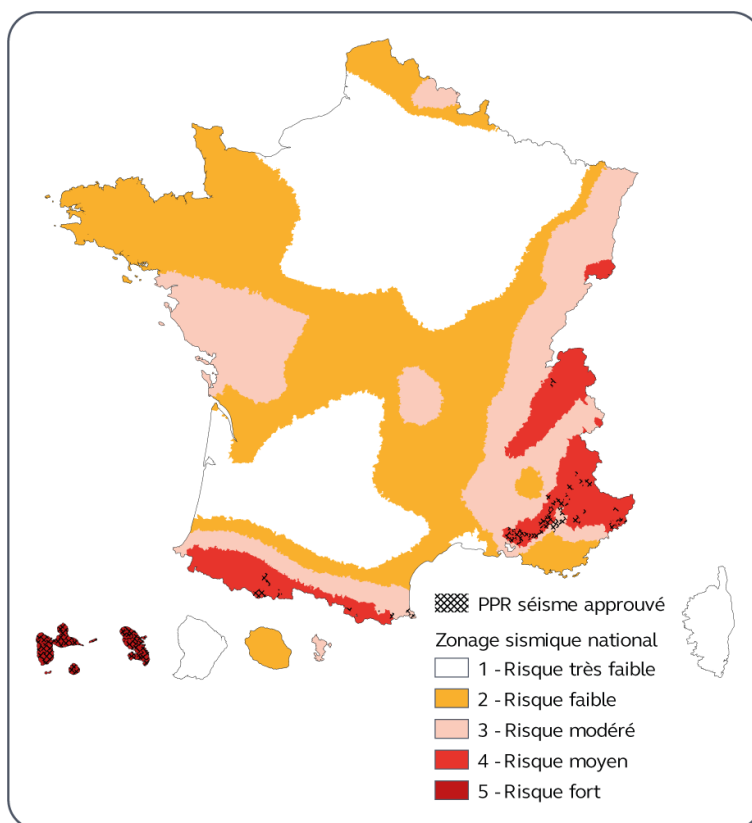 PPR séisme approuvé
Zonage sismique national
1 - Risque très faible
2 - Risque faible
3 - Risque modéré
4 - Risque moyen
5 - Risque fort